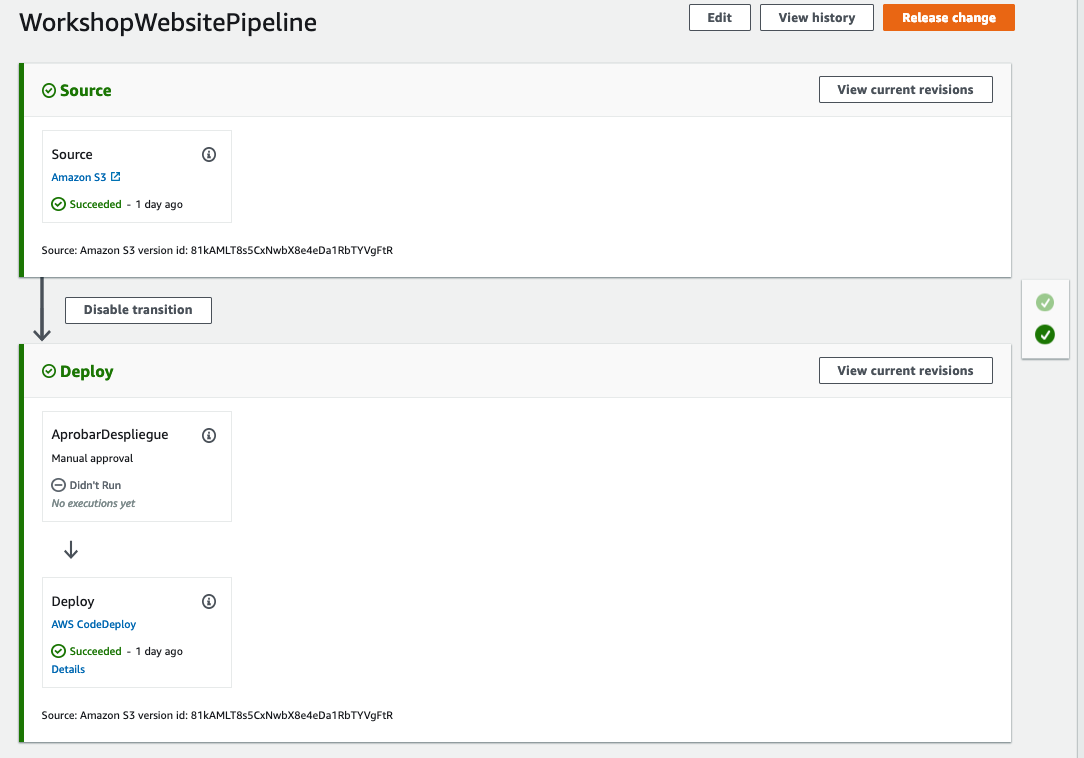 WorkshopWebsitePipeline
Edit
View history
Release change
Source
View current revisions
Source
Amazon S3
Succeeded - 1 day ago
Source: Amazon S3 version id: 81kAMLT8s5CxNwbX8e4eDa1RbTYVgFtR
Disable transition
Deploy
View current revisions
AprobarDespliegue
Manual approval
Didn't Run
No executions yet
Deploy
AWS CodeDeploy
Succeeded - 1 day ago
Details
Source: Amazon S3 version id: 81kAMLT8s5CxNwbX8e4eDa1RbTYVgFtR